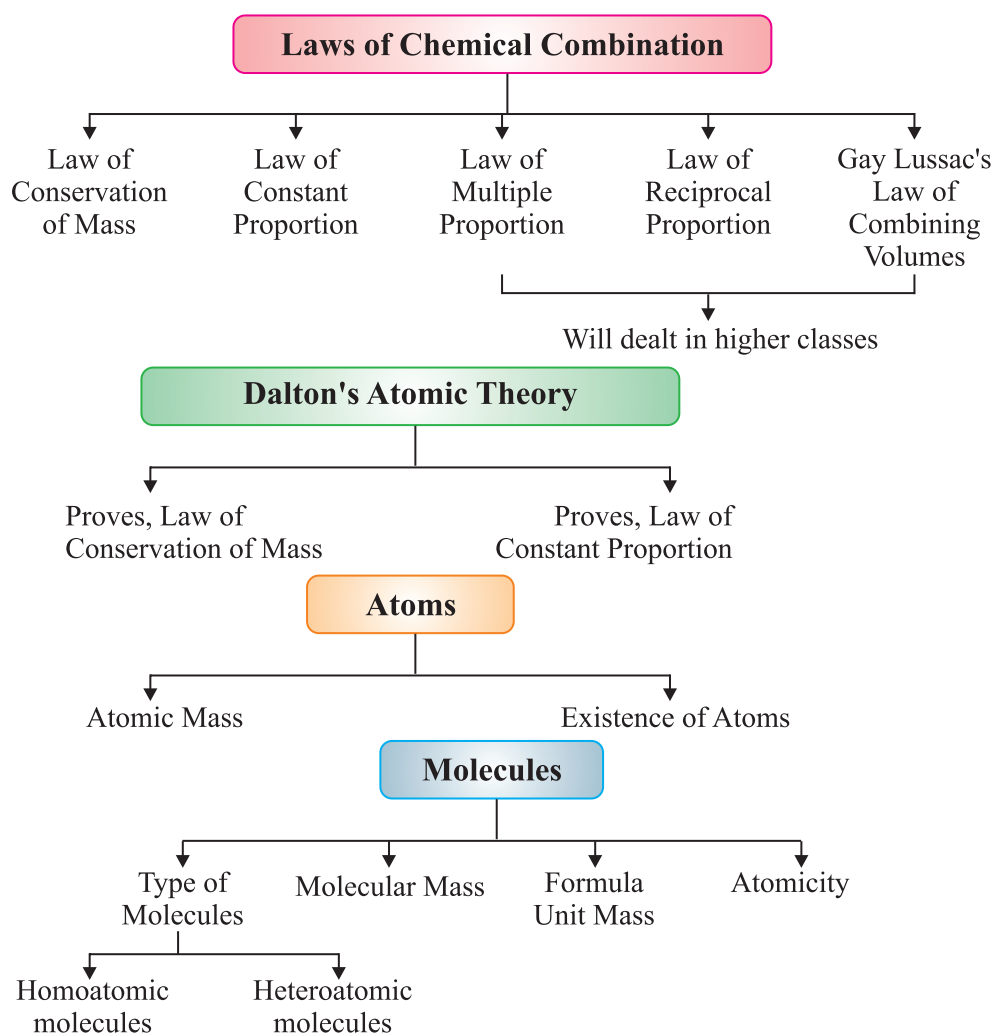 Laws of Chemical Combination
Law of
Conservation
of Mass
Law of
Constant
Proportion
Law of
Multiple
Proportion
Law of
Reciprocal
Proportion
Gay Lussac's
Law of
Combining
Volumes
Will dealt in higher classes
Dalton's Atomic Theory
Proves, Law of
Conservation of Mass
Proves, Law of
Constant Proportion
Atoms
Atomic Mass
Existence of Atoms
Molecules
Type of
Molecules
Molecular Mass
Formula
Unit Mass
Atomicity
Homoatomic
molecules
Heteroatomic
molecules